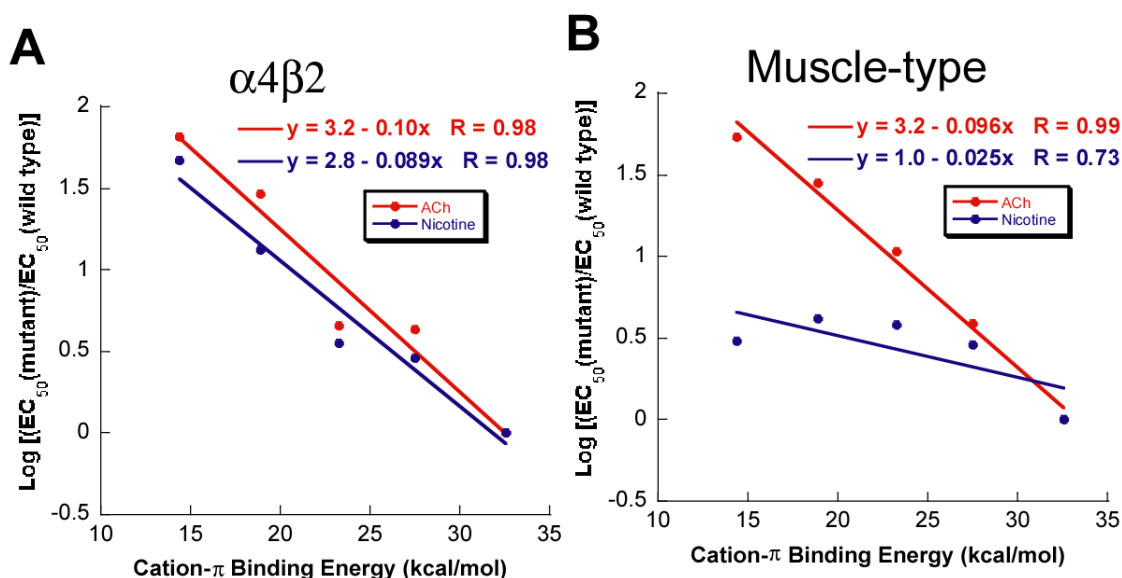 A
α4β2
y = 3.2 - 0.10x R = 0.98
y = 2.8 - 0.089x R = 0.98
ACh
Nicotine
Log [(EC50(mutant)/EC50(wild type)]
2
1.5
1
0.5
0
-0.5
10 15 20 25 30 35
Cation-π Binding Energy (kcal/mol)
B
Muscle-type
y = 3.2 - 0.096x R = 0.99
y = 1.0 - 0.025x R = 0.73
ACh
Nicotine
Log [(EC50(mutant)/EC50(wild type)]
2
1.5
1
0.5
0
-0.5
10 15 20 25 30 35
Cation-π Binding Energy (kcal/mol)